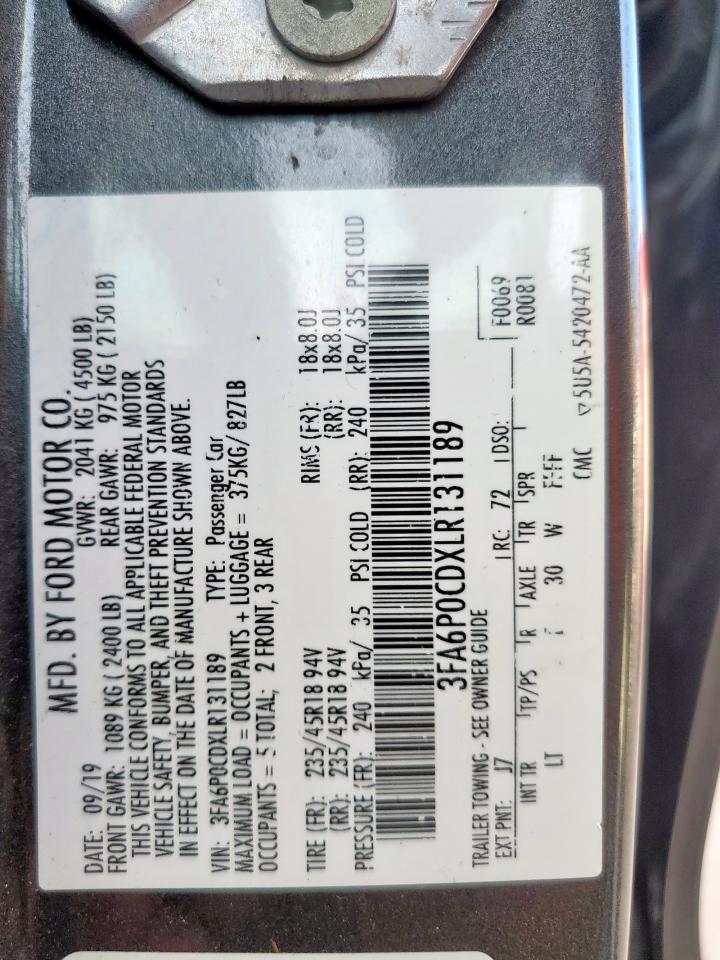 MFD. BY FORD MOTOR CO.
DATE: 09/19 GVWR: 2041 KG ( 4500 LB)
FRONT GAWR: 1089 KG ( 2400 LB) REAR GAWR: 975 KG ( 2150 LB)
THIS VEHICLE CONFORMS TO ALL APPLICABLE FEDERAL MOTOR
VEHICLE SAFETY, BUMPER, AND THEFT PREVENTION STANDARDS
IN EFFECT ON THE DATE OF MANUFACTURE SHOWN ABOVE.
VIN: 3FA6P0CDXLR131189 TYPE: Passenger Car
MAXIMUM LOAD = OCCUPANTS + LUGGAGE = 375KG/ 827LB
OCCUPANTS = 5 TOTAL; 2 FRONT, 3 REAR
TIRE (FR): 235/45R18 94V RIMS (FR): 18x8.0J
(RR): 235/45R18 94V (RR): 18x8.0J
PRESSURE (FR): 240 kPa/ 35 PSI COLD (RR): 240 kPa/ 35 PSI COLD
3FA6P0CDXLR131189
TRAILER TOWING - SEE OWNER GUIDE
EXT PNT: J7 RC: 72 DSO: F0069
R0081
INT TR TP/PS R AXLE TR SPR
LT 30 W
CMC ▽5U5A-5420472-AA